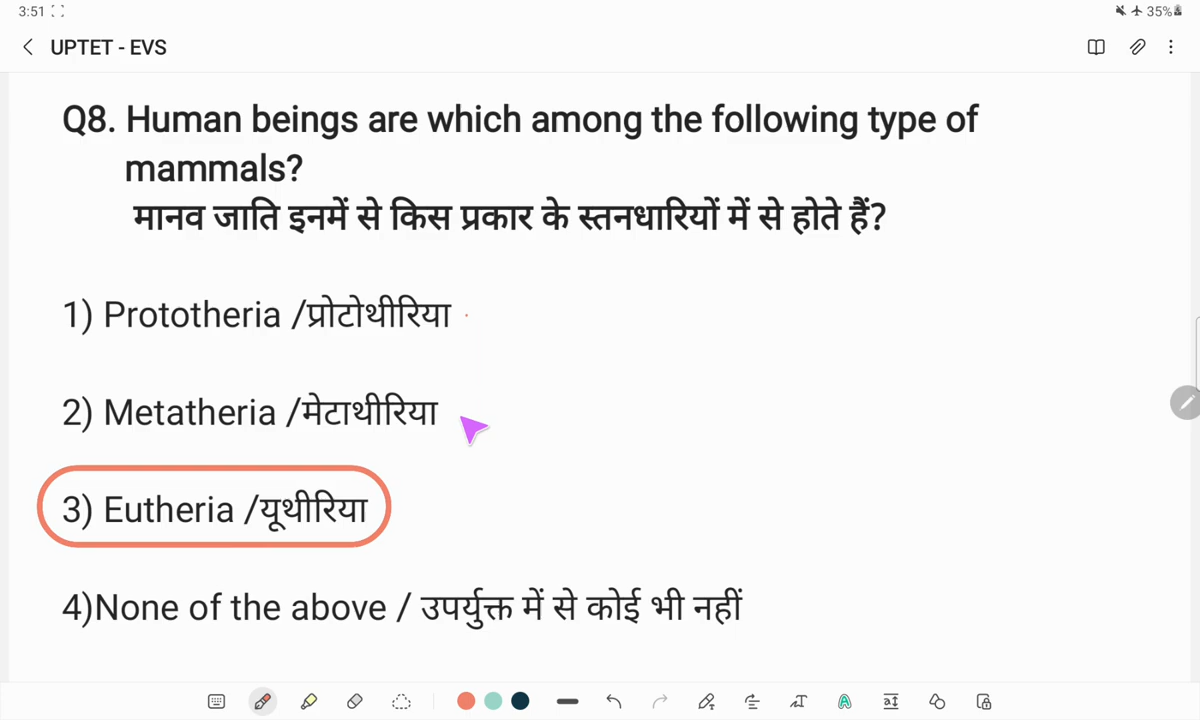 3:51
35%
UPTET - EVS
Q8. Human beings are which among the following type of
mammals?
मानव जाति इनमें से किस प्रकार के स्तनधारियों में से होते हैं?
1) Prototheria /प्रोटोथीरिया
2) Metatheria /मेटाथीरिया
3) Eutheria /यूथीरिया
4)None of the above / उपर्युक्त में से कोई भी नहीं